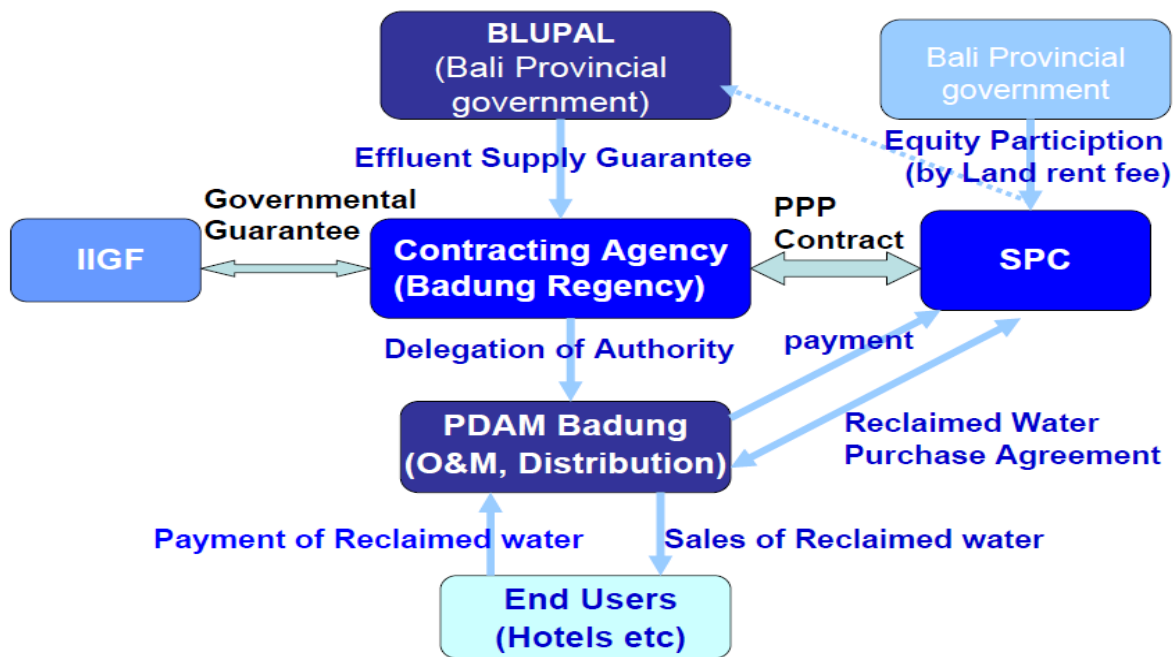 BLUPAL
(Bali Provincial
government)
Bali Provincial
government
Effluent Supply Guarantee
Equity Particiption
(by Land rent fee)
Governmental
Guarantee
PPP
Contract
IIGF
Contracting Agency
(Badung Regency)
SPC
Delegation of Authority
payment
PDAM Badung
(O&M, Distribution)
Reclaimed Water
Purchase Agreement
Payment of Reclaimed water
Sales of Reclaimed water
End Users
(Hotels etc)